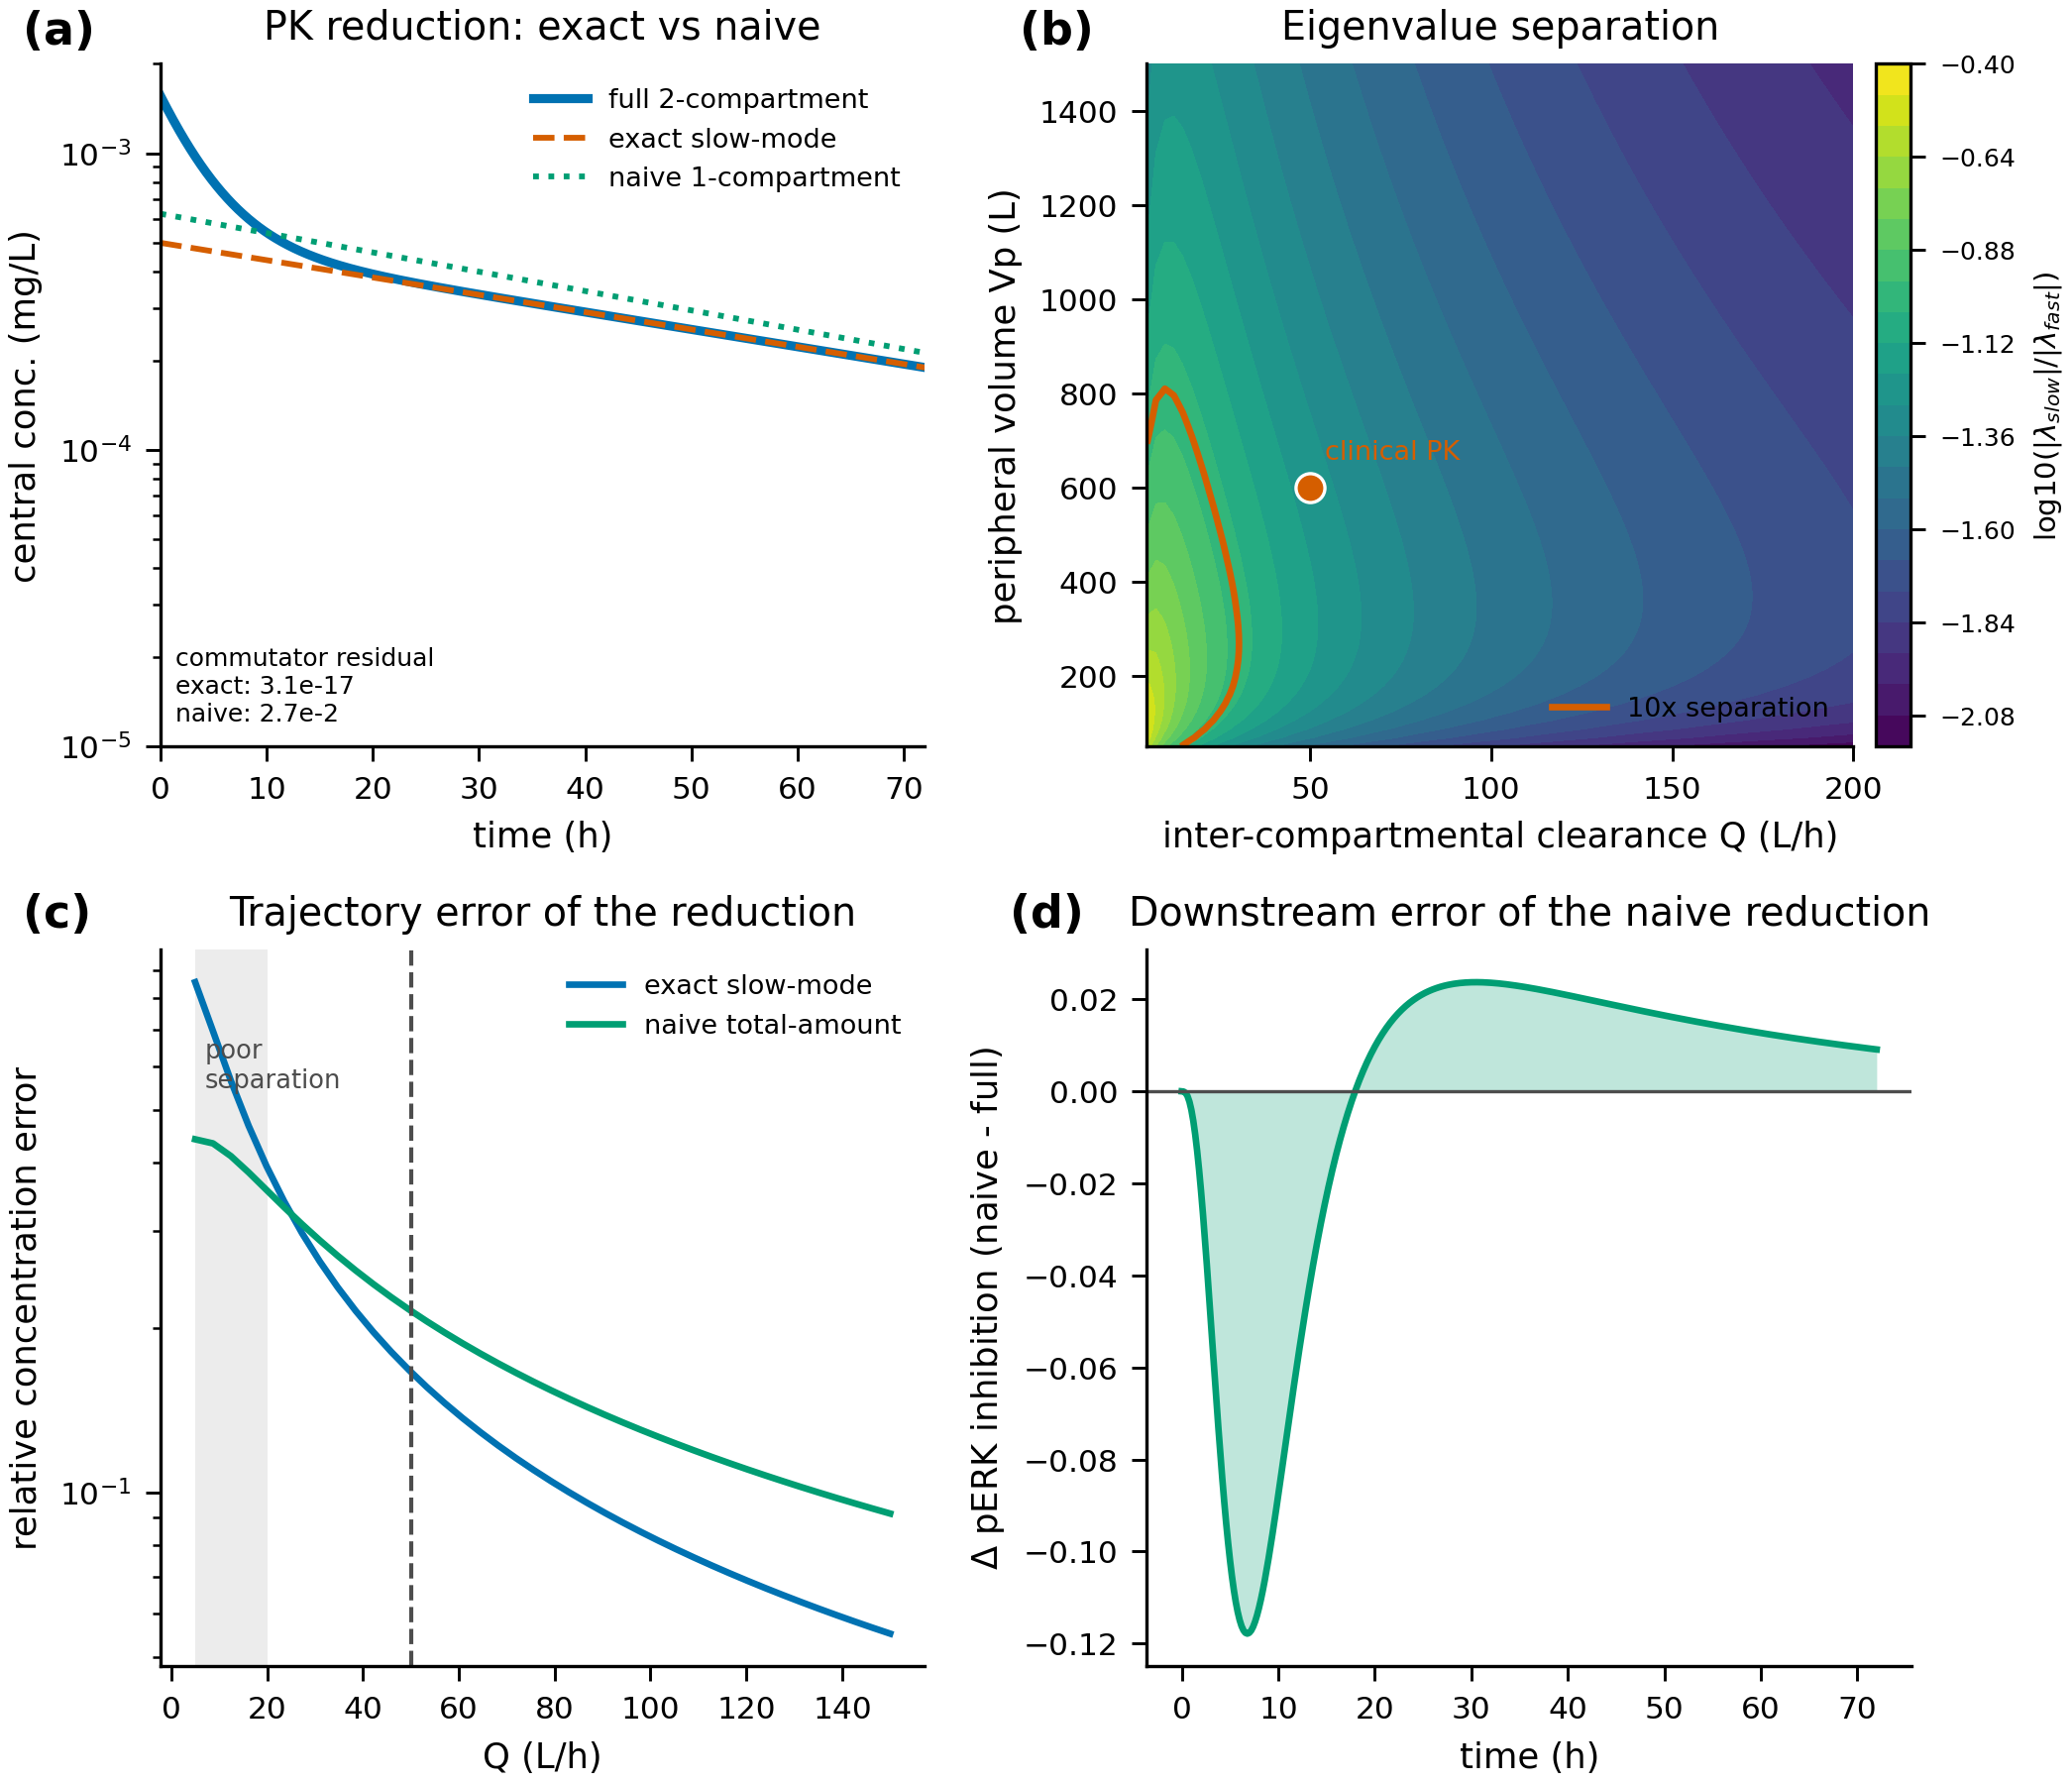 (a) PK reduction: exact vs naive
full 2-compartment
exact slow-mode
naive 1-compartment
central conc. (mg/L)
10⁻³
10⁻⁴
10⁻⁵
commutator residual
exact: 3.1e-17
naive: 2.7e-2
0 10 20 30 40 50 60 70
time (h)
(b) Eigenvalue separation
peripheral volume Vp (L)
1400
1200
1000
800
600
400
200
clinical PK
10x separation
50 100 150 200
inter-compartmental clearance Q (L/h)
−0.40
−0.64
−0.88
−1.12
−1.36
−1.60
−1.84
−2.08
log10(|λ_slow|/|λ_fast|)
(c) Trajectory error of the reduction
exact slow-mode
naive total-amount
poor
separation
relative concentration error
10⁻¹
0 20 40 60 80 100 120 140
Q (L/h)
(d) Downstream error of the naive reduction
Δ pERK inhibition (naive - full)
0.02
0.00
−0.02
−0.04
−0.06
−0.08
−0.10
−0.12
0 10 20 30 40 50 60 70
time (h)